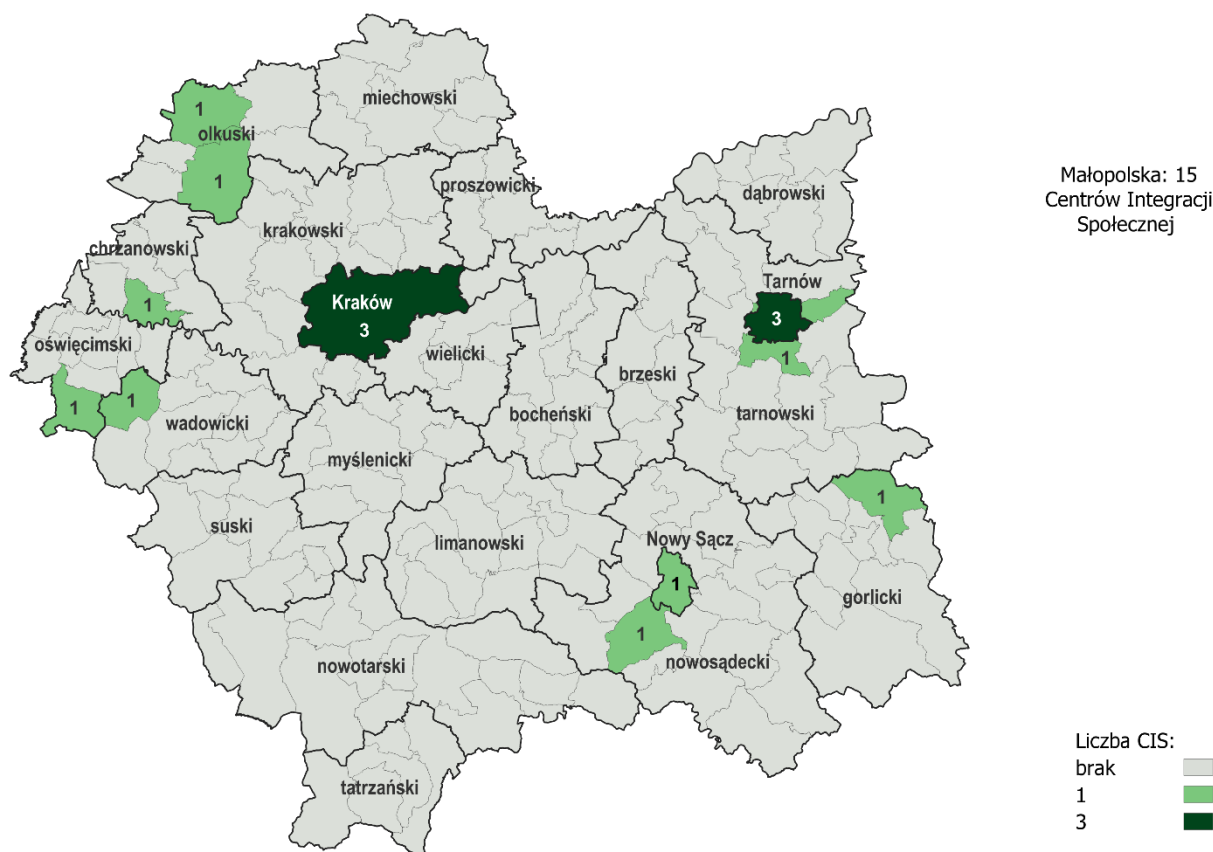 1
miechowski
olkuski
1
proszowicki
dąbrowski
Małopolska: 15
Centrów Integracji
Społecznej
krakowski
chrzanowski
Tarnów
1
Kraków
3
3
oświęcimski
wielicki
1
brzeski
1
1
wadowicki
bocheński
tarnowski
myślenicki
1
suski
limanowski
Nowy Sącz
1
gorlicki
1
nowotarski
nowosądecki
tatrzański
Liczba CIS:
brak
1
3